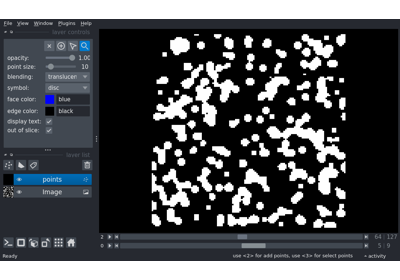 File View Window Plugins Help
layer controls
opacity: 1.00
point size: 10
blending: translucen
symbol: disc
face color: blue
edge color: black
display text:
out of slice:
layer list
points
Image
2 64 127
0 5 9
Ready use <2> for add points, use <3> for select points activity